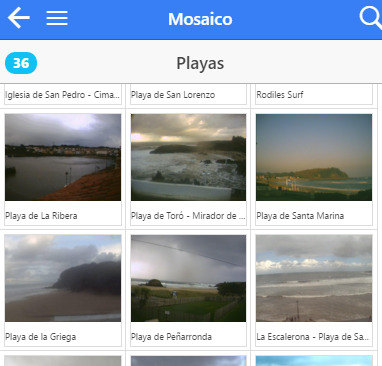 Mosaico
36
Playas
Iglesia de San Pedro - Cima...
Playa de San Lorenzo
Rodiles Surf
Playa de La Ribera
Playa de Toró - Mirador de ...
Playa de Santa Marina
Playa de la Griega
Playa de Peñarronda
La Escalerona - Playa de Sa...